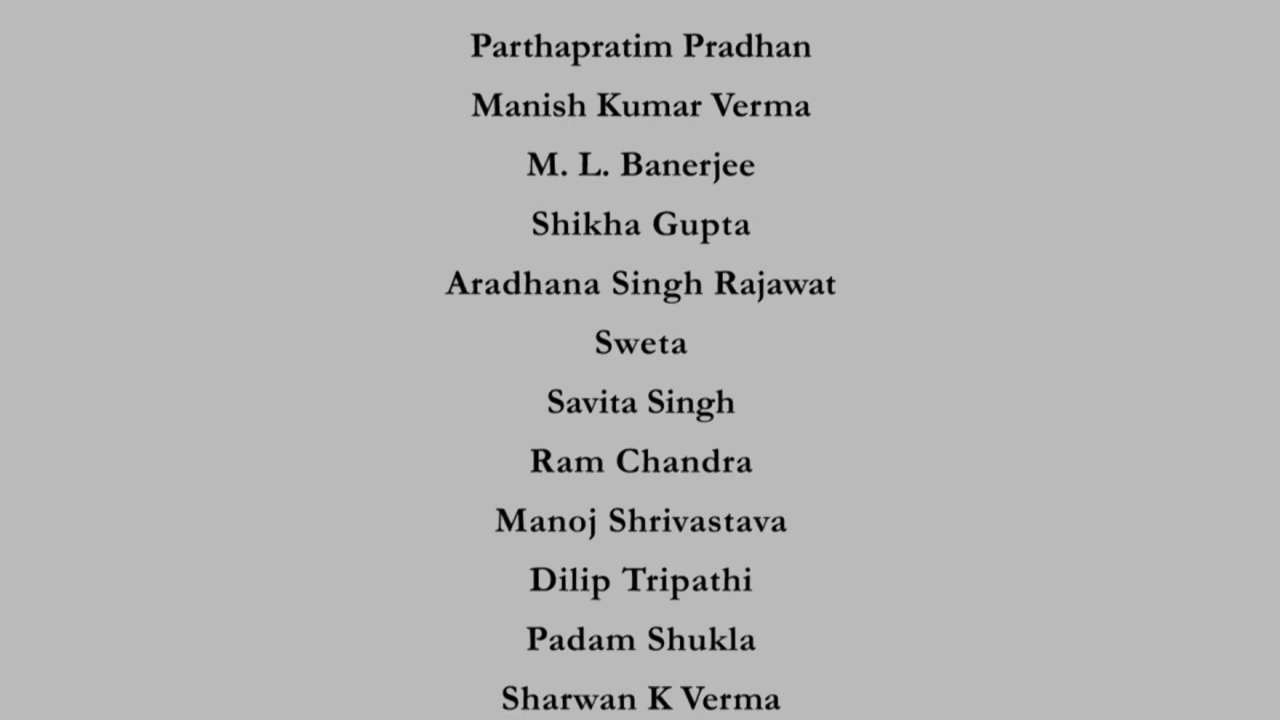 Parthapratim Pradhan
Manish Kumar Verma
M. L. Banerjee
Shikha Gupta
Aradhana Singh Rajawat
Sweta
Savita Singh
Ram Chandra
Manoj Shrivastava
Dilip Tripathi
Padam Shukla
Sharwan K Verma